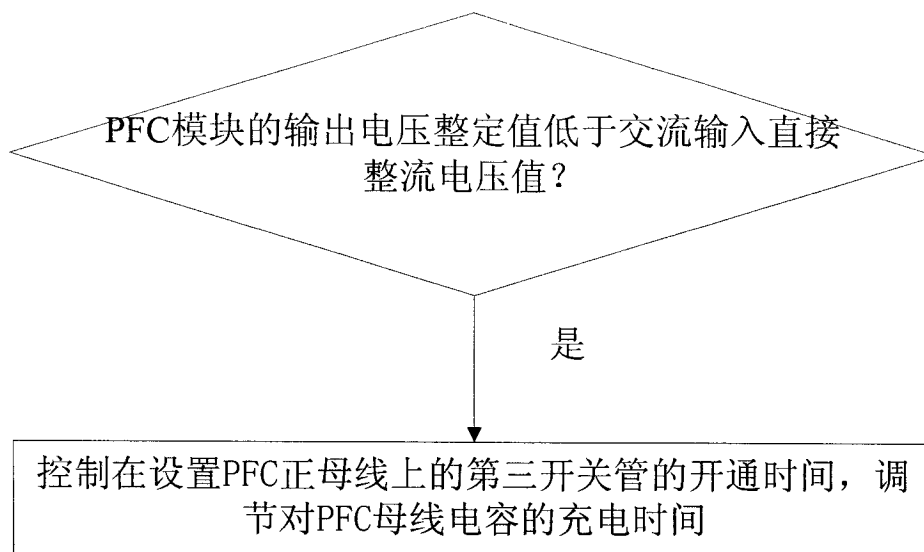 PFC模块的输出电压整定值低于交流输入直接
整流电压值？
是
控制在设置PFC正母线上的第三开关管的开通时间，调
节对PFC母线电容的充电时间